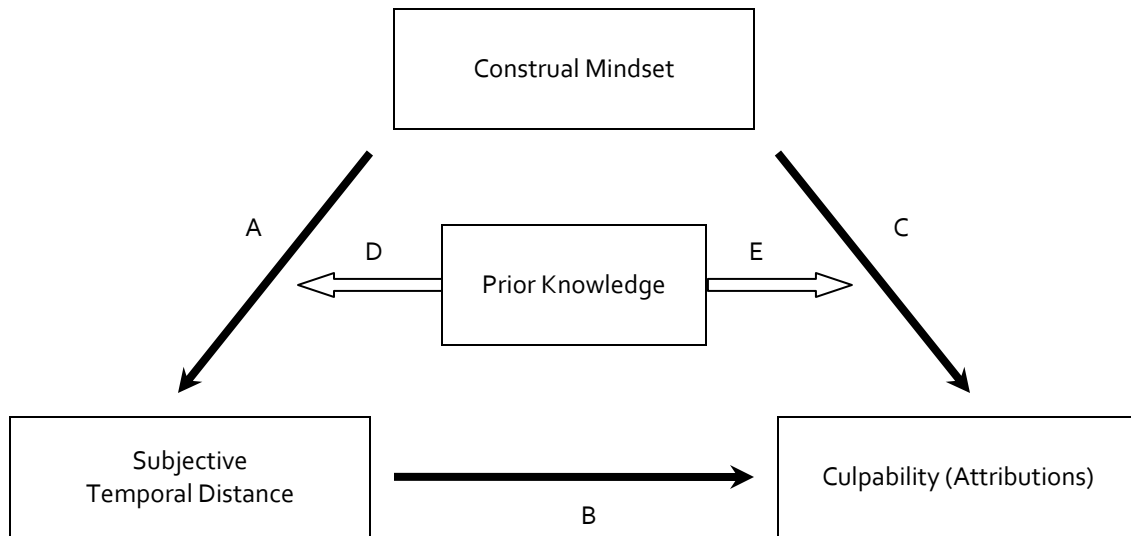 Construal Mindset
A
C
D
E
Prior Knowledge
Subjective
Temporal Distance
Culpability (Attributions)
B